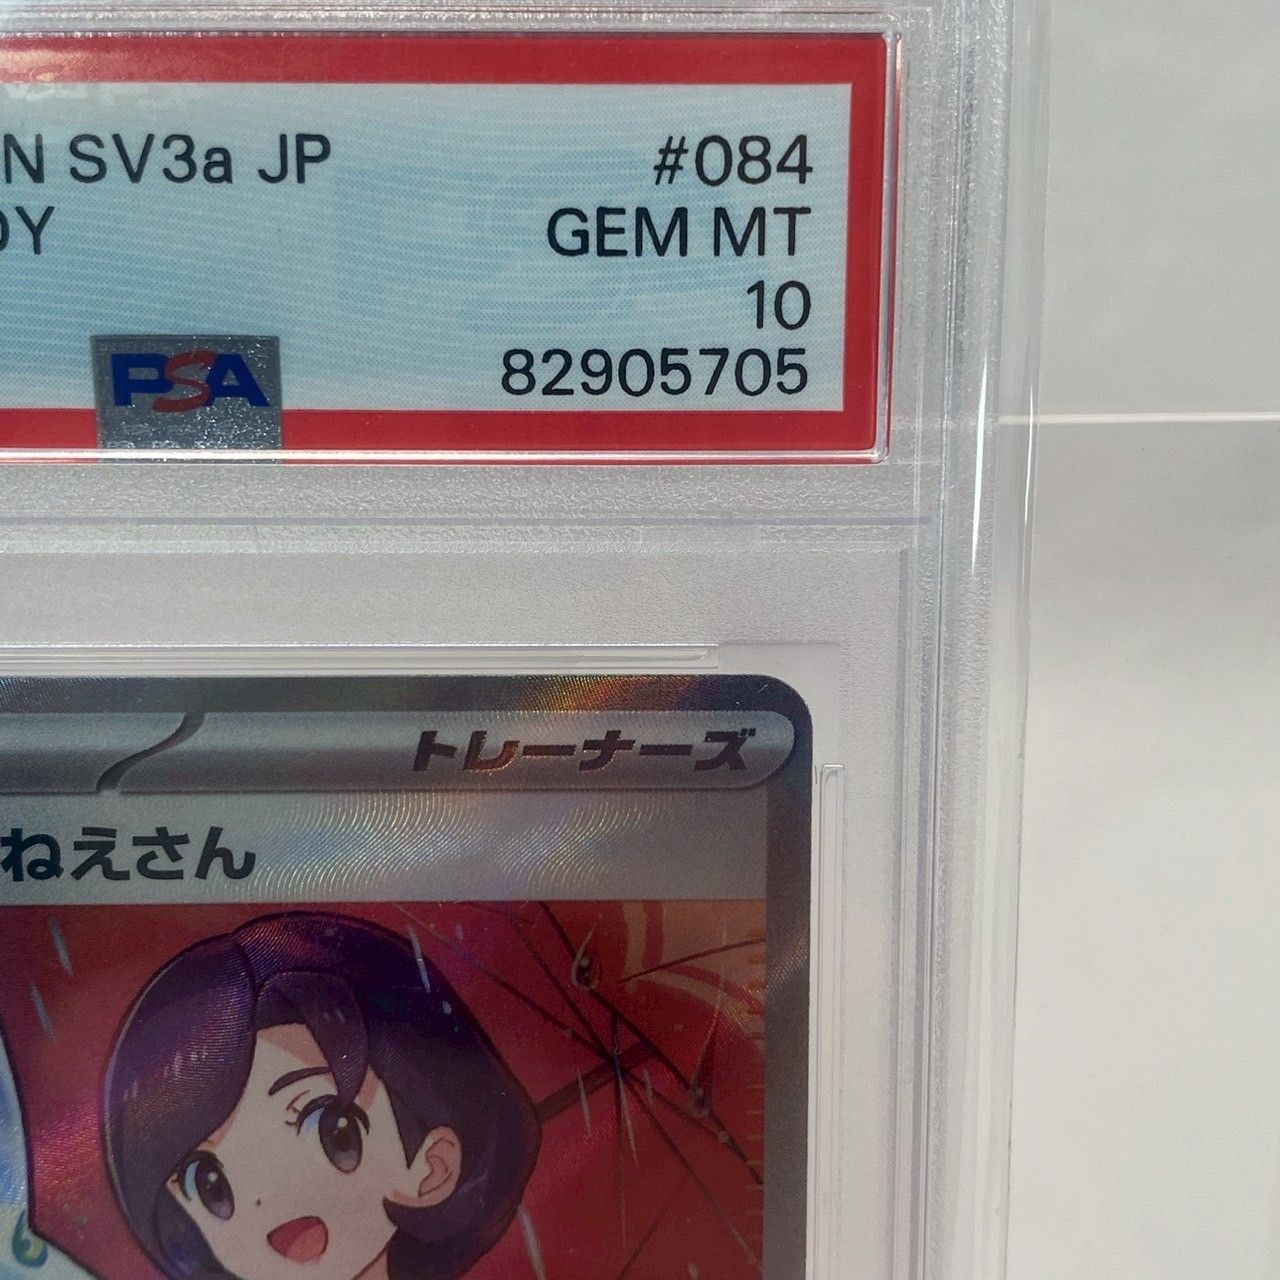 N SV3a JP #084
DY GEM MT
10
PSA 82905705
トレーナーズ
ねえさん